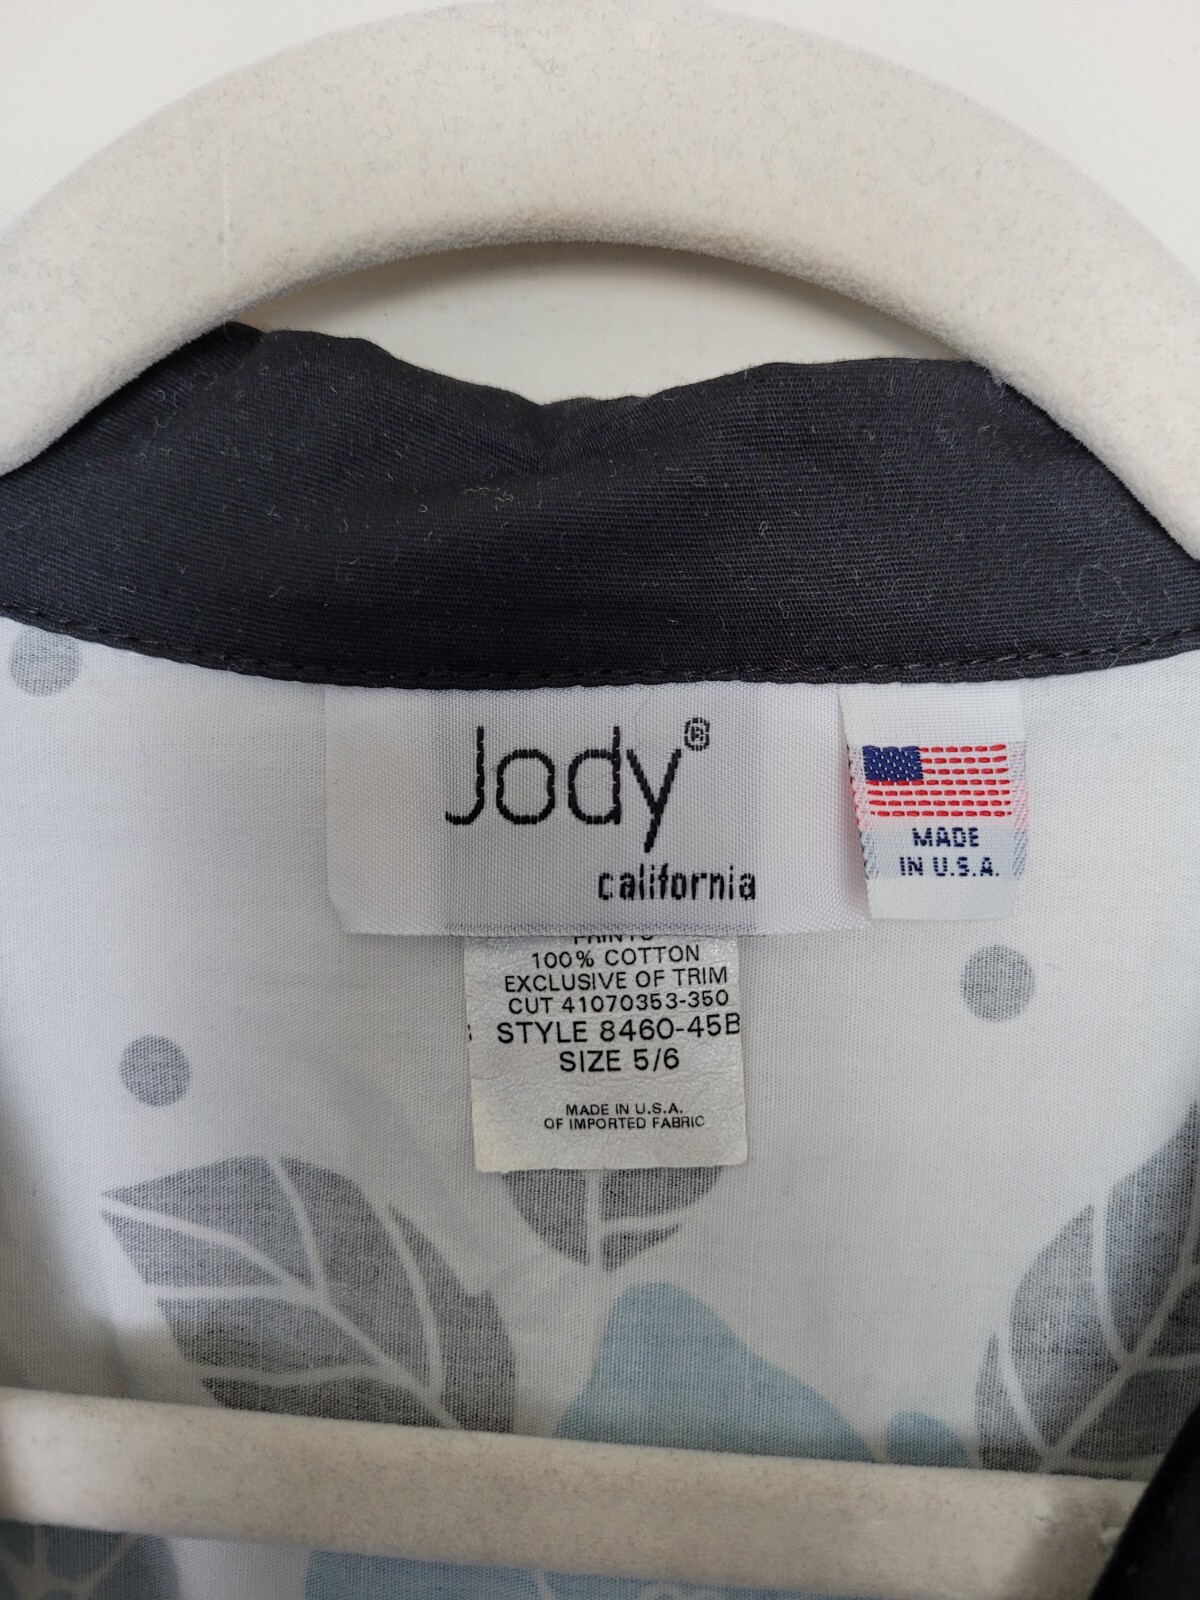 Jody®
california
MADE
IN U.S.A.
100% COTTON
EXCLUSIVE OF TRIM
CUT 41070353-350
STYLE 8460-45B
SIZE 5/6
MADE IN U.S.A.
OF IMPORTED FABRIC